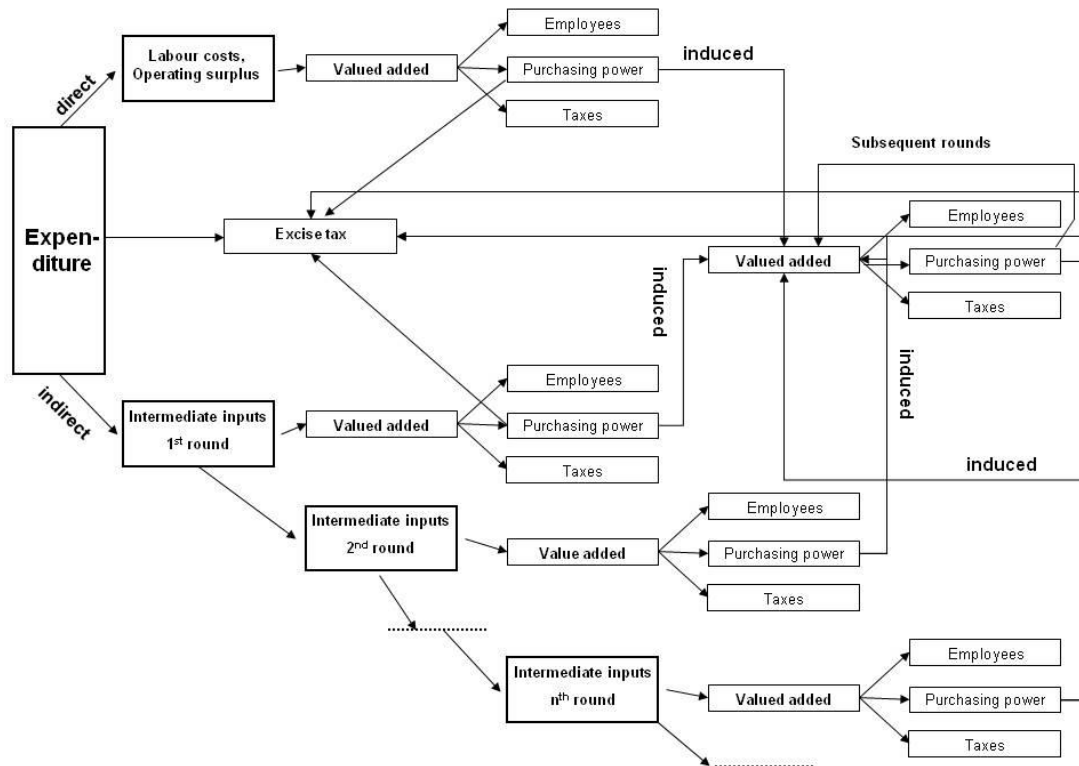 Employees
Labour costs,
Operating surplus
Valued added
Purchasing power
induced
direct
Taxes
Subsequent rounds
Expen-
diture
Excise tax
Employees
Valued added
Purchasing power
induced
Taxes
induced
indirect
Employees
Intermediate inputs
1st round
Valued added
Purchasing power
Taxes
induced
Intermediate inputs
2nd round
Employees
Value added
Purchasing power
Taxes
Intermediate inputs
nth round
Employees
Valued added
Purchasing power
Taxes